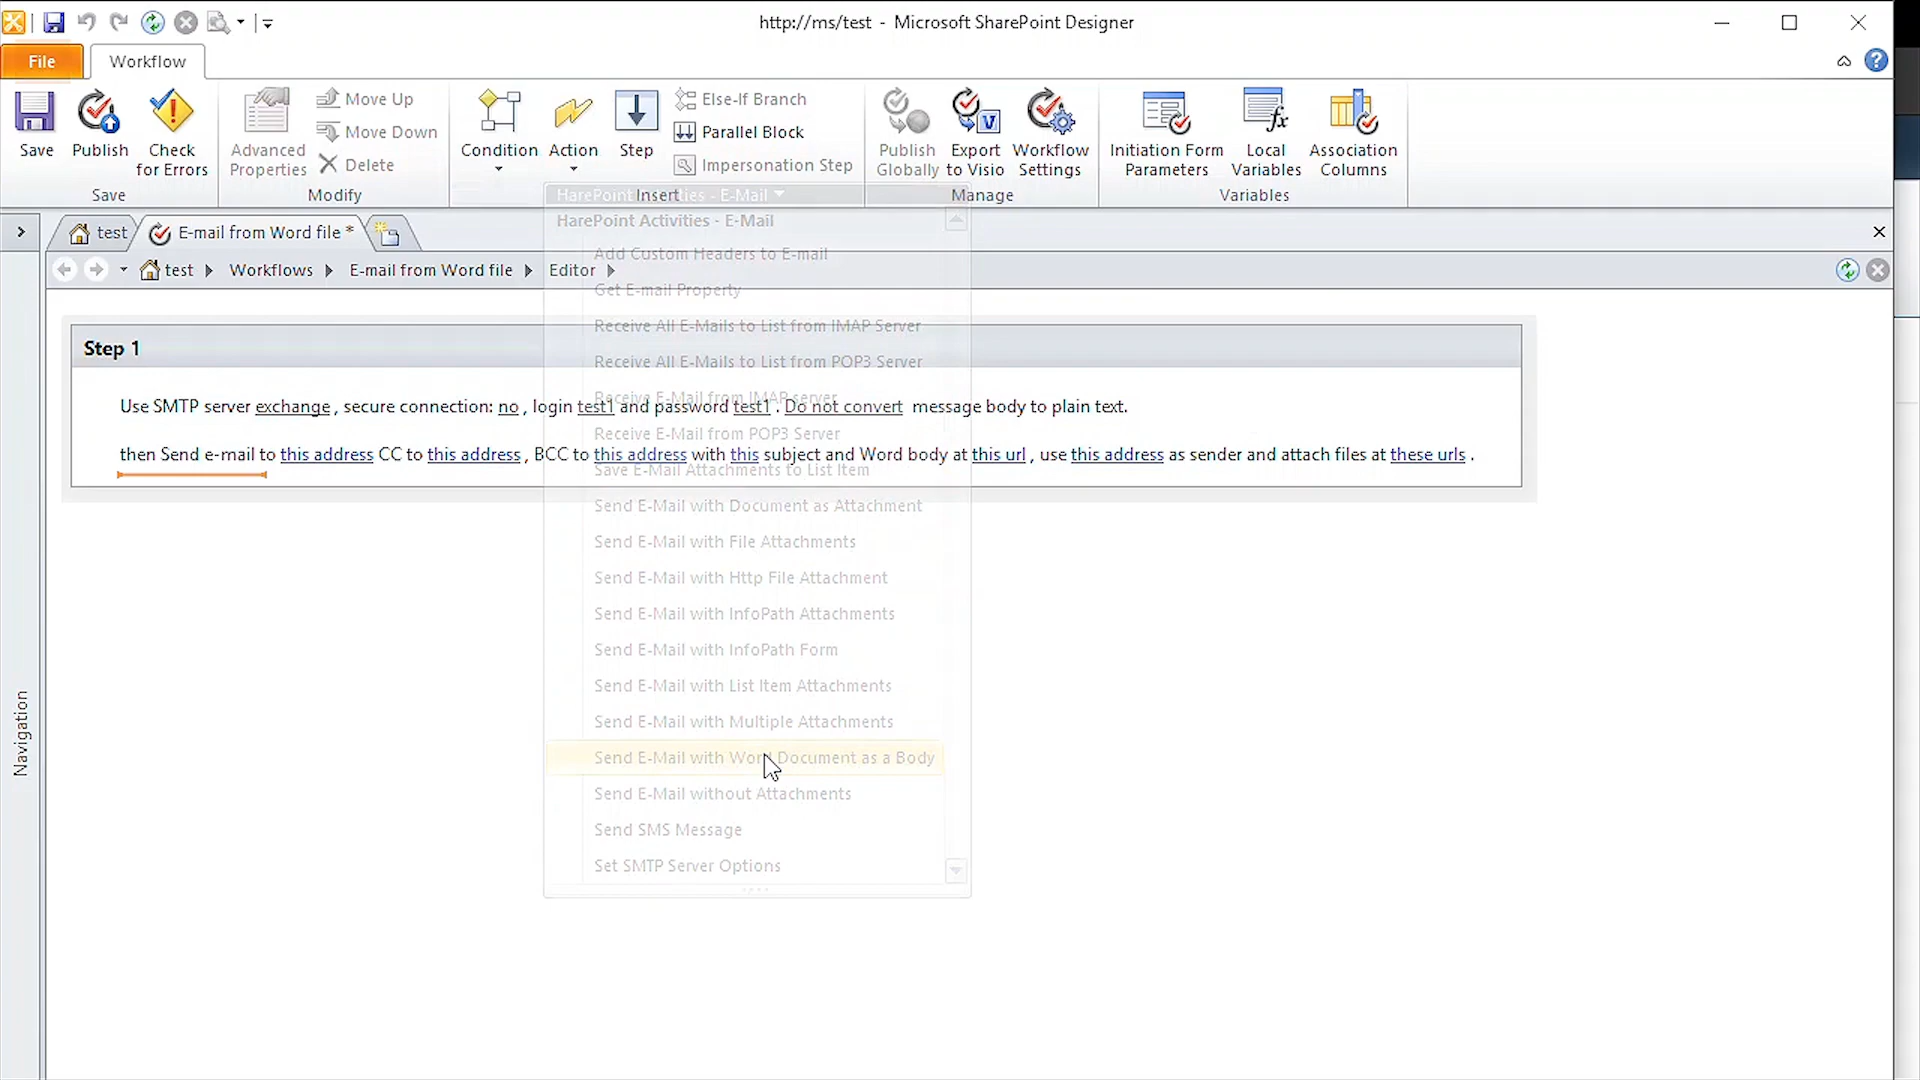 http://ms/test - Microsoft SharePoint Designer
File
Workflow
Save
Publish
Check
for Errors
Save
Advanced
Properties
Move Up
Move Down
Delete
Modify
Condition
Action
Step
Else-If Branch
Parallel Block
Impersonation Step
Insert
Publish
Globally
Export
to Visio
Workflow
Settings
Manage
Initiation Form
Parameters
Local
Variables
Association
Columns
Variables
test
E-mail from Word file *
test
Workflows
E-mail from Word file
Editor
Navigation
Step 1
Use SMTP server exchange , secure connection: no , login test1 and password test1 . Do not convert message body to plain text.
then Send e-mail to this address CC to this address , BCC to this address with this subject and Word body at this url , use this address as sender and attach files at these urls .
HarePoint Activities - E-Mail
HarePoint Activities - E-Mail
Add Custom Headers to E-mail
Get E-mail Property
Receive All E-Mails to List from IMAP Server
Receive All E-Mails to List from POP3 Server
Receive E-Mail from IMAP server
Receive E-Mail from POP3 Server
Save E-Mail Attachments to List Item
Send E-Mail with Document as Attachment
Send E-Mail with File Attachments
Send E-Mail with Http File Attachment
Send E-Mail with InfoPath Attachments
Send E-Mail with InfoPath Form
Send E-Mail with List Item Attachments
Send E-Mail with Multiple Attachments
Send E-Mail with Word Document as a Body
Send E-Mail without Attachments
Send SMS Message
Set SMTP Server Options